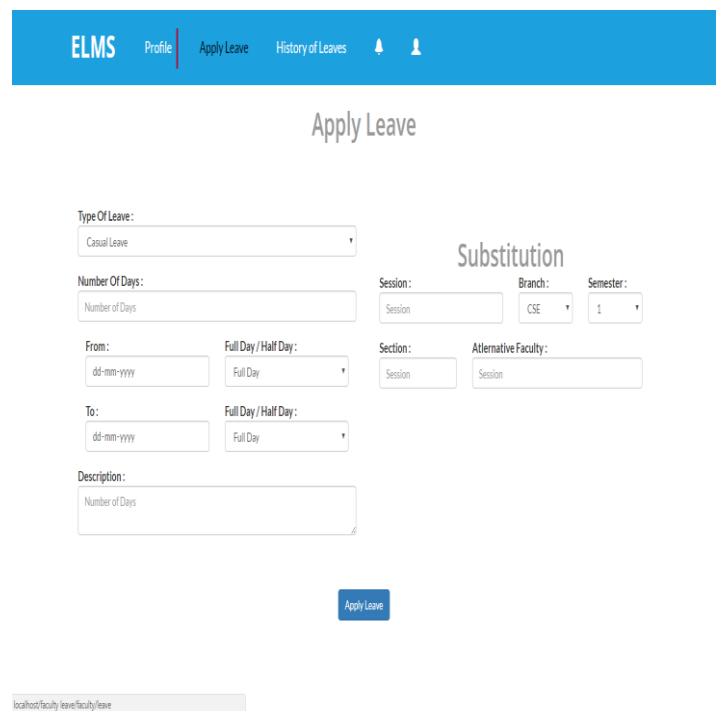 ELMS Profile Apply Leave History of Leaves
Apply Leave
Type Of Leave :
Casual Leave
Number Of Days :
Number of Days
From : Full Day / Half Day :
dd-mm-yyyy Full Day
To : Full Day / Half Day :
dd-mm-yyyy Full Day
Description :
Number of Days
Substitution
Session : Branch : Semester :
Session CSE 1
Section : Atlernative Faculty :
Session Session
Apply Leave
localhost/faculty leave/faculty/leave